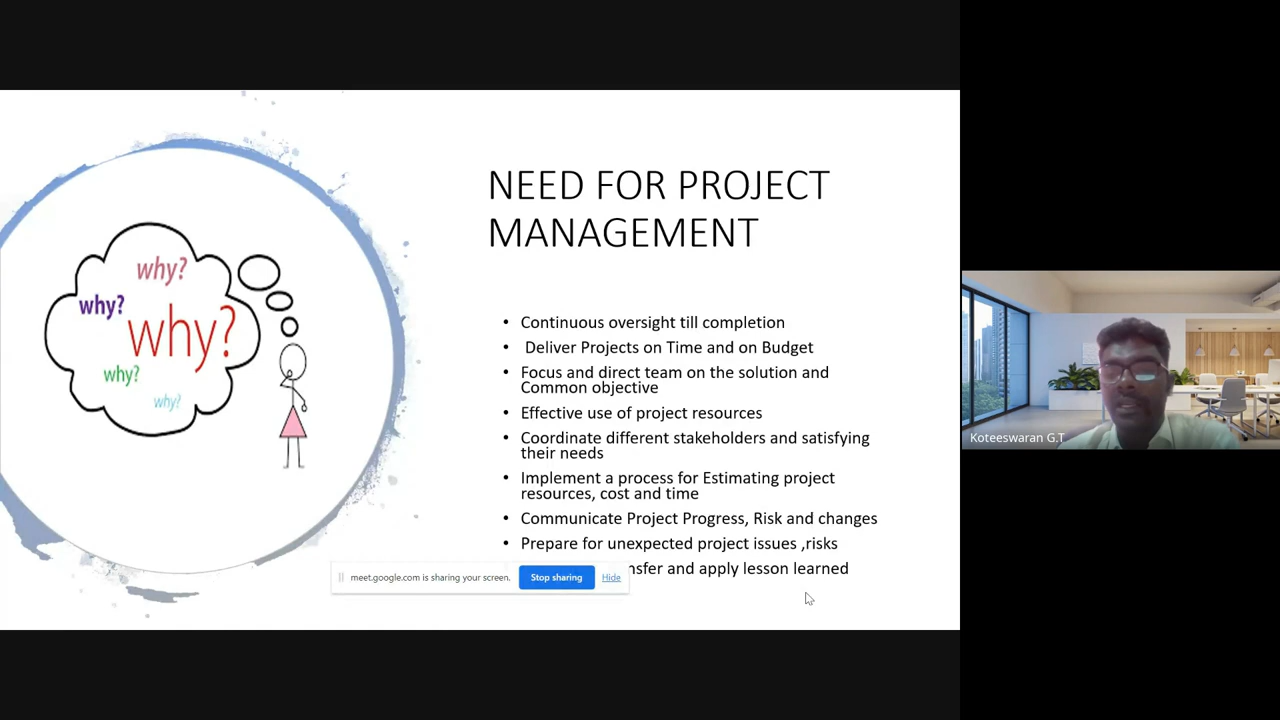 why?
why?
why?
why?
why?
NEED FOR PROJECT
MANAGEMENT
• Continuous oversight till completion
• Deliver Projects on Time and on Budget
• Focus and direct team on the solution and
Common objective
• Effective use of project resources
• Coordinate different stakeholders and satisfying
their needs
• Implement a process for Estimating project
resources, cost and time
• Communicate Project Progress, Risk and changes
• Prepare for unexpected project issues ,risks
and apply lesson learned
meet.google.com is sharing your screen.
Stop sharing
Hide
Koteeswaran G.T